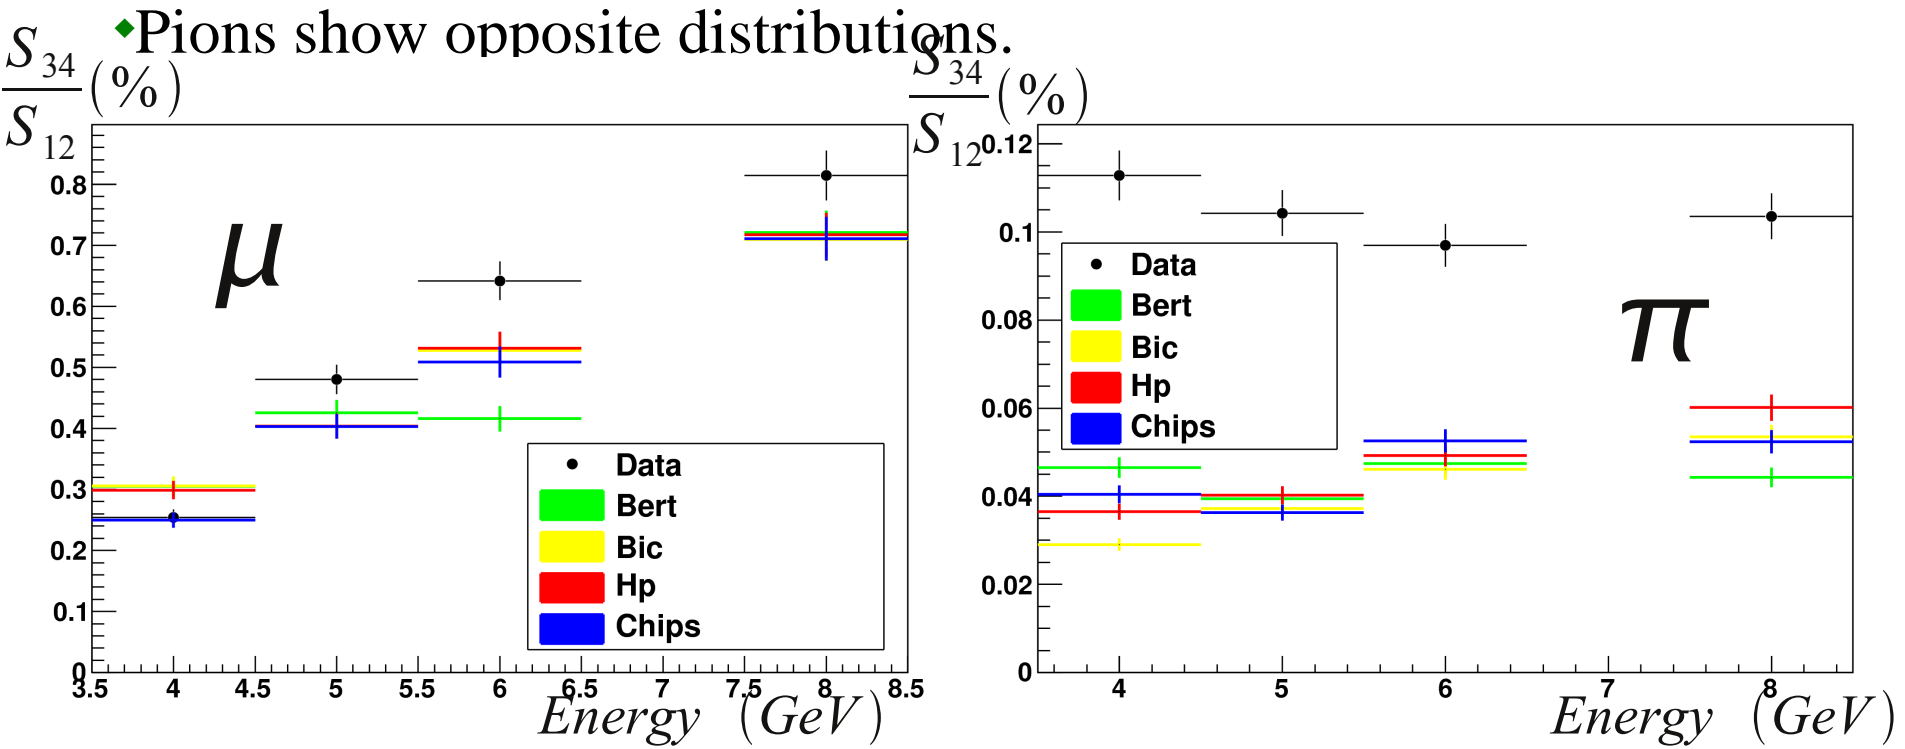 Pions show opposite distributions.
S34/S12 (%)
μ
0.8
0.7
0.6
0.5
0.4
0.3
0.2
0.1
0
3.5 4 4.5 5 5.5 6 6.5 7 7.5 8 8.5
Energy (GeV)
Data
Bert
Bic
Hp
Chips
S34/S12 (%)
π
0.12
0.1
0.08
0.06
0.04
0.02
0
4 5 6 7 8
Energy (GeV)
Data
Bert
Bic
Hp
Chips